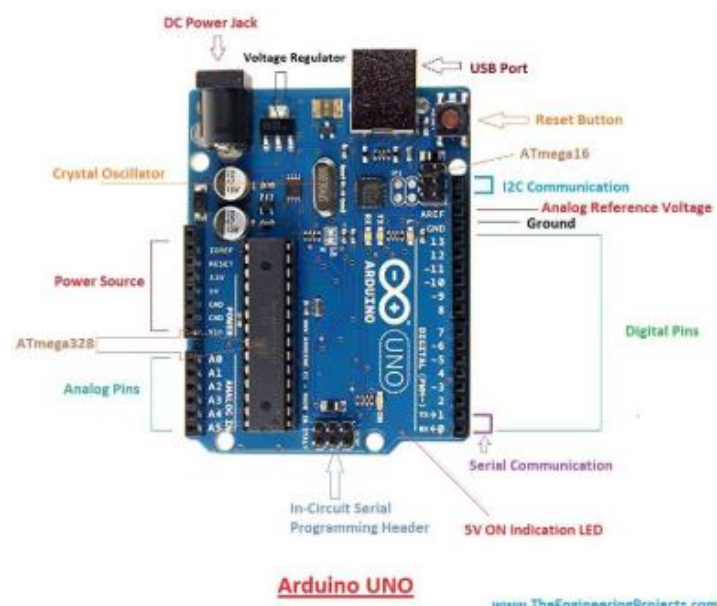 DC Power Jack
Voltage Regulator
USB Port
Reset Button
ATmega16
Crystal Oscillator
I2C Communication
AREF
Analog Reference Voltage
GND
Ground
13
12
~11
~10
~9
8
IOREF
RESET
3.3V
5V
GND
GND
Vin
POWER
Power Source
ATmega328
Analog Pins
A0
A1
A2
A3
A4
A5
ANALOG IN
RX
TX
L
ARDUINO
UNO
DIGITAL (PWM~)
7
~6
~5
4
~3
2
TX→1
RX←0
ON
Digital Pins
Serial Communication
In-Circuit Serial
Programming Header
5V ON Indication LED
Arduino UNO
www.TheEngineeringProjects.com